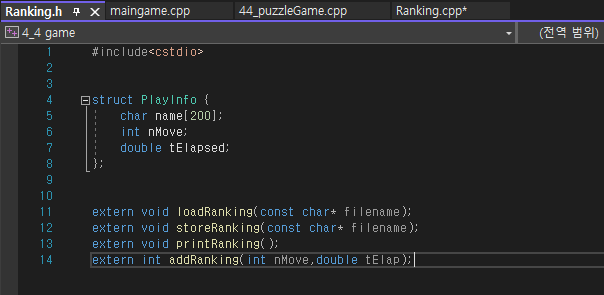 Ranking.h maingame.cpp 44_puzzleGame.cpp Ranking.cpp*
4_4 game (전역 범위)
1 #include<cstdio>
2
3
4 struct PlayInfo {
5 char name[200];
6 int nMove;
7 double tElapsed;
8 };
9
10
11 extern void loadRanking(const char* filename);
12 extern void storeRanking(const char* filename);
13 extern void printRanking();
14 extern int addRanking(int nMove,double tElap);